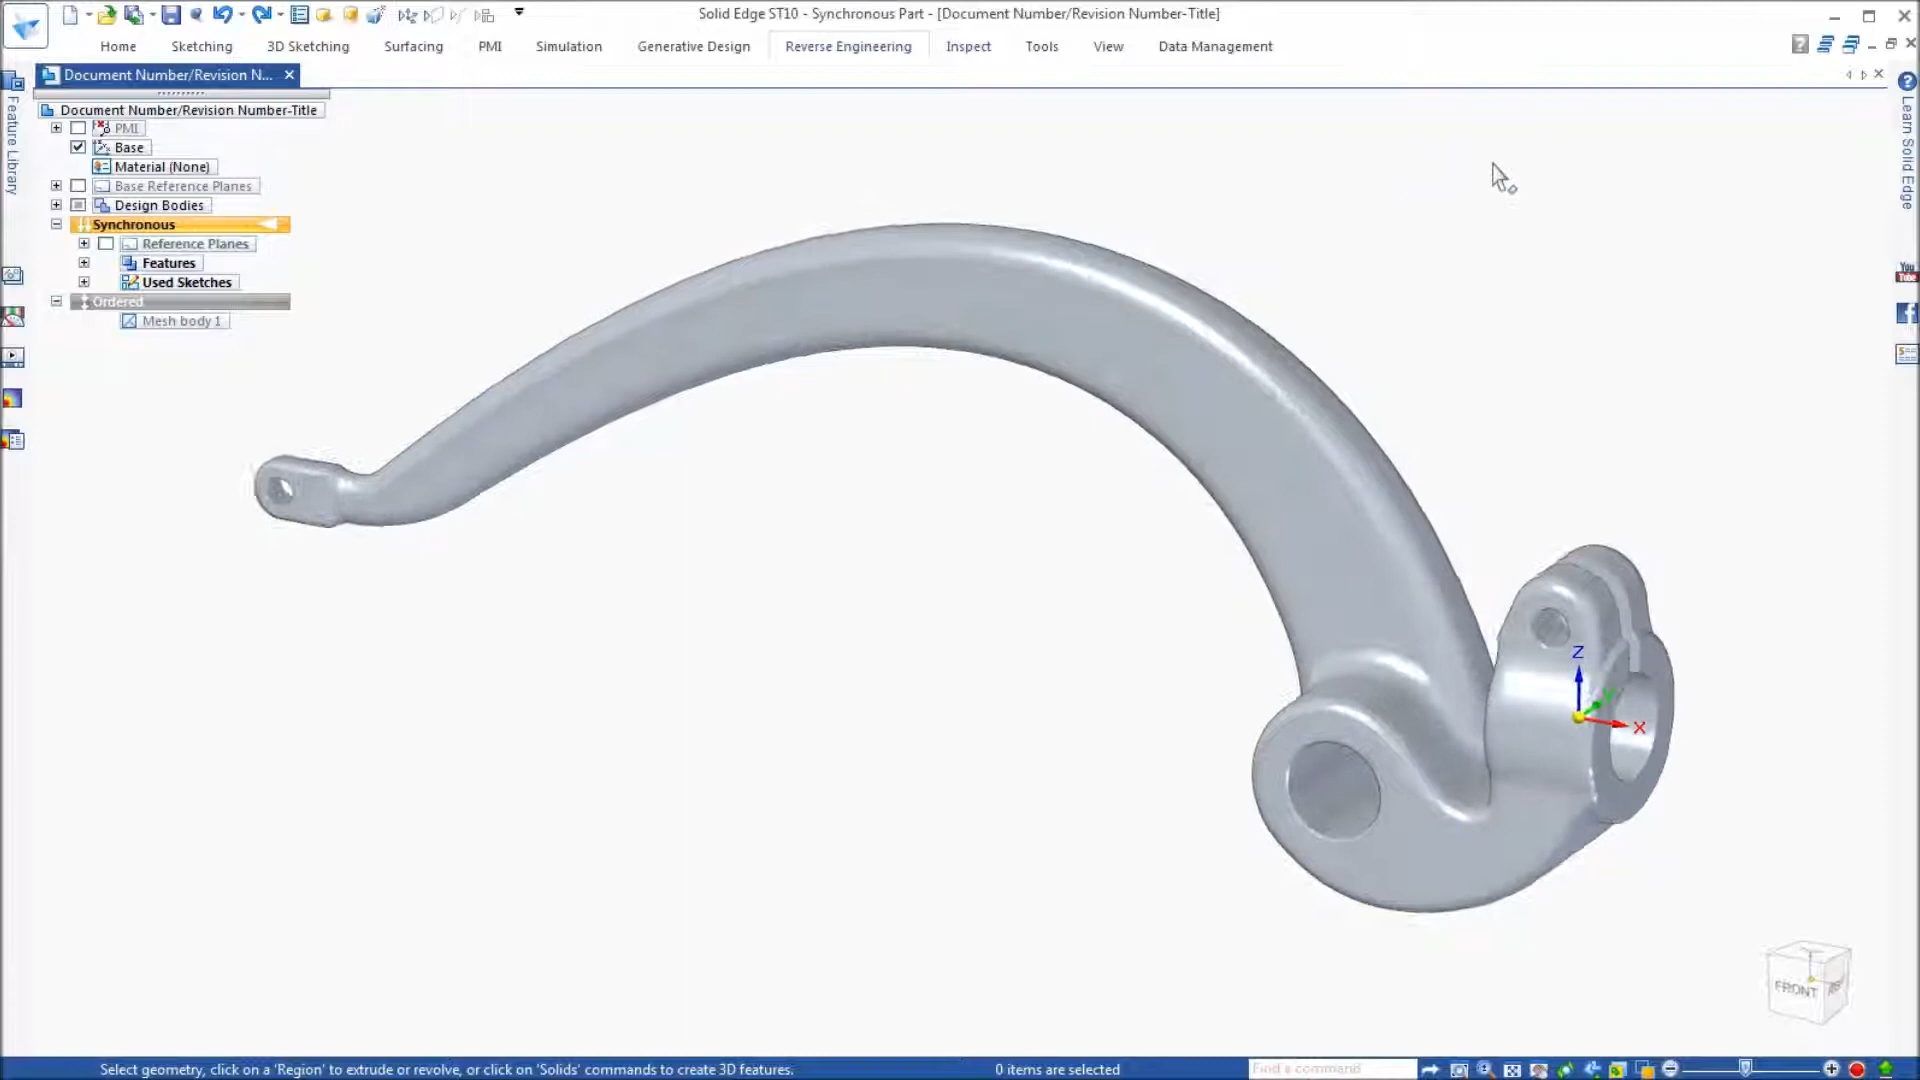 Solid Edge ST10 - Synchronous Part - [Document Number/Revision Number-Title]
Home Sketching 3D Sketching Surfacing PMI Simulation Generative Design Reverse Engineering Inspect Tools View Data Management
Document Number/Revision N...
Document Number/Revision Number-Title
PMI
Base
Material (None)
Base Reference Planes
Design Bodies
Synchronous
Reference Planes
Features
Used Sketches
Ordered
Mesh body 1
Feature Library
Learn Solid Edge
You
Tube
Z
Y
X
FRONT
Select geometry, click on a 'Region' to extrude or revolve, or click on 'Solids' commands to create 3D features.
0 items are selected
Find a command